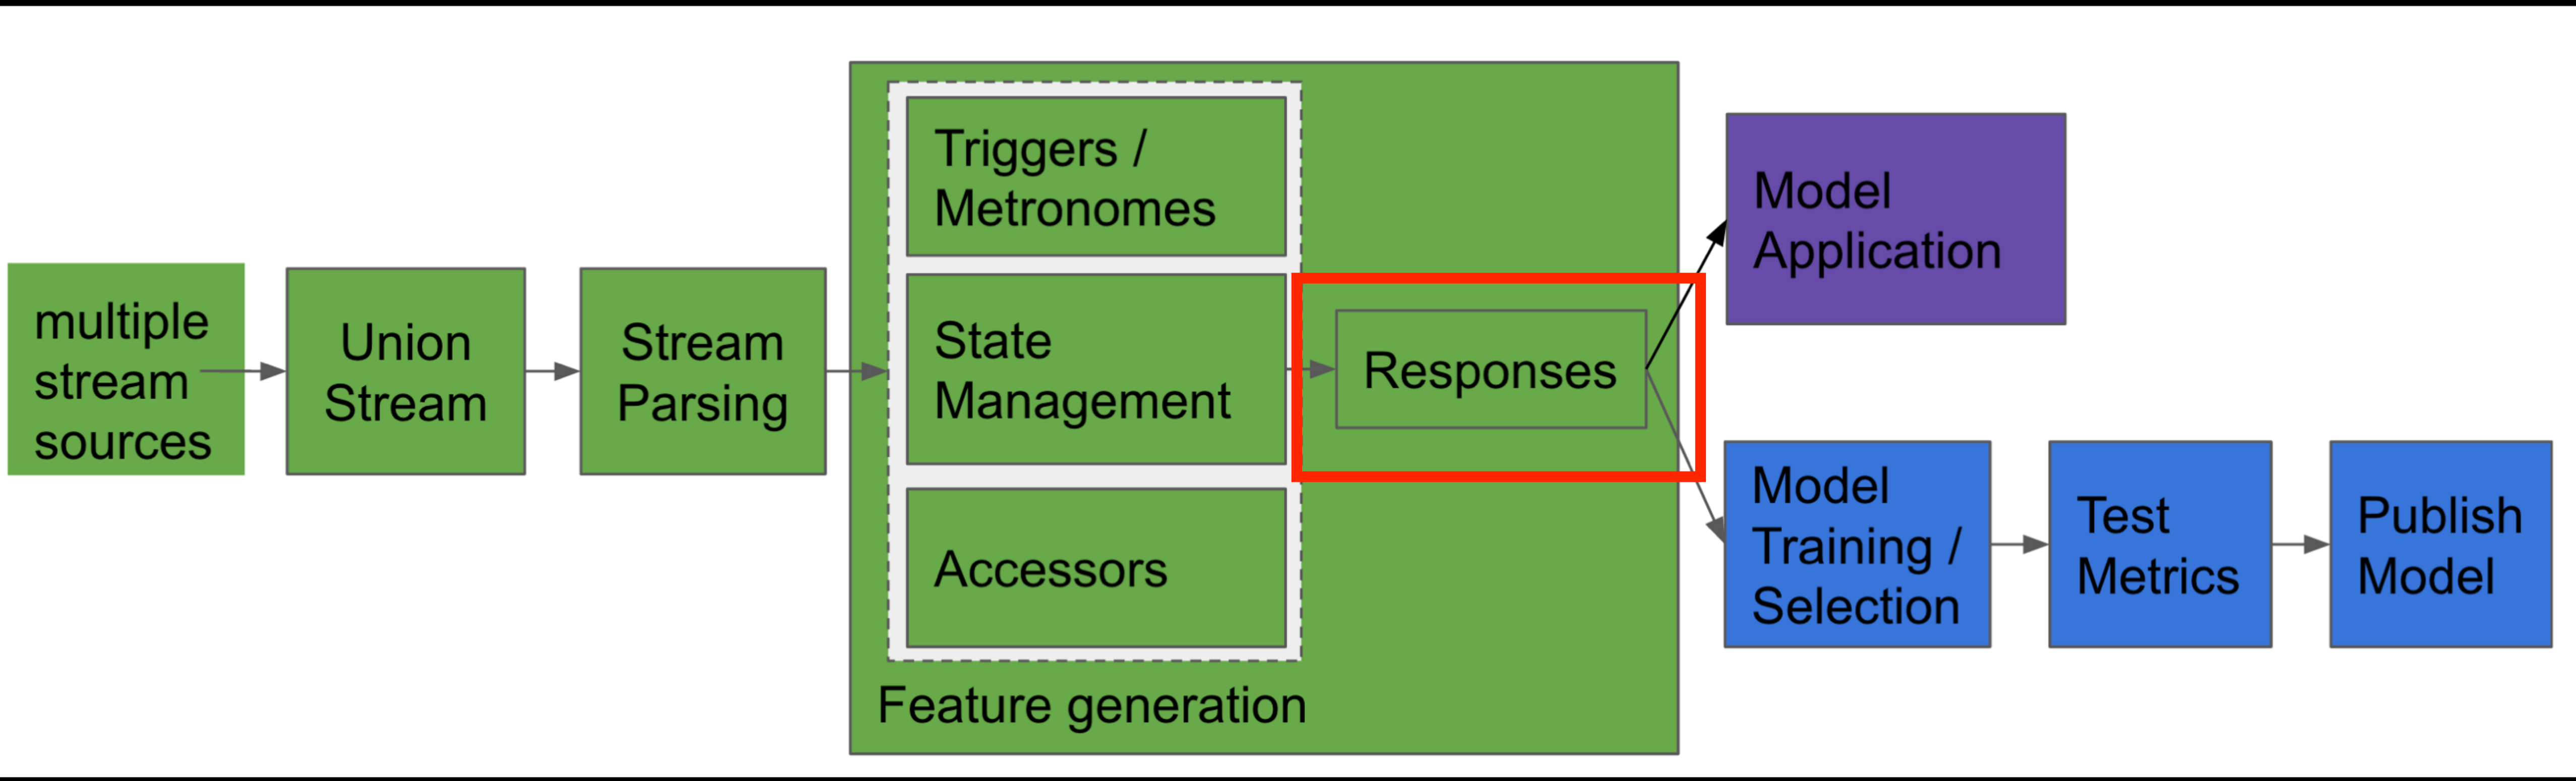 multiple
stream
sources
Union
Stream
Stream
Parsing
Triggers /
Metronomes
State
Management
Accessors
Feature generation
Responses
Model
Application
Model
Training /
Selection
Test
Metrics
Publish
Model